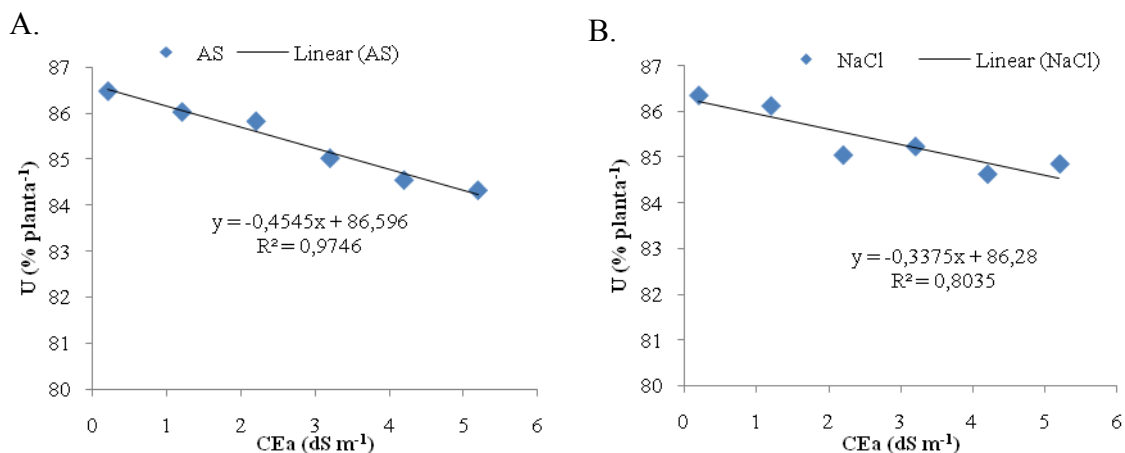 A.
AS Linear (AS)
87
86
85
84
83
82
81
80
U (% planta-1)
y = -0,4545x + 86,596
R² = 0,9746
0 1 2 3 4 5 6
CEa (dS m-1)
B.
NaCl Linear (NaCl)
87
86
85
84
83
82
81
80
U (% planta-1)
y = -0,3375x + 86,28
R² = 0,8035
0 1 2 3 4 5 6
CEa (dS m-1)